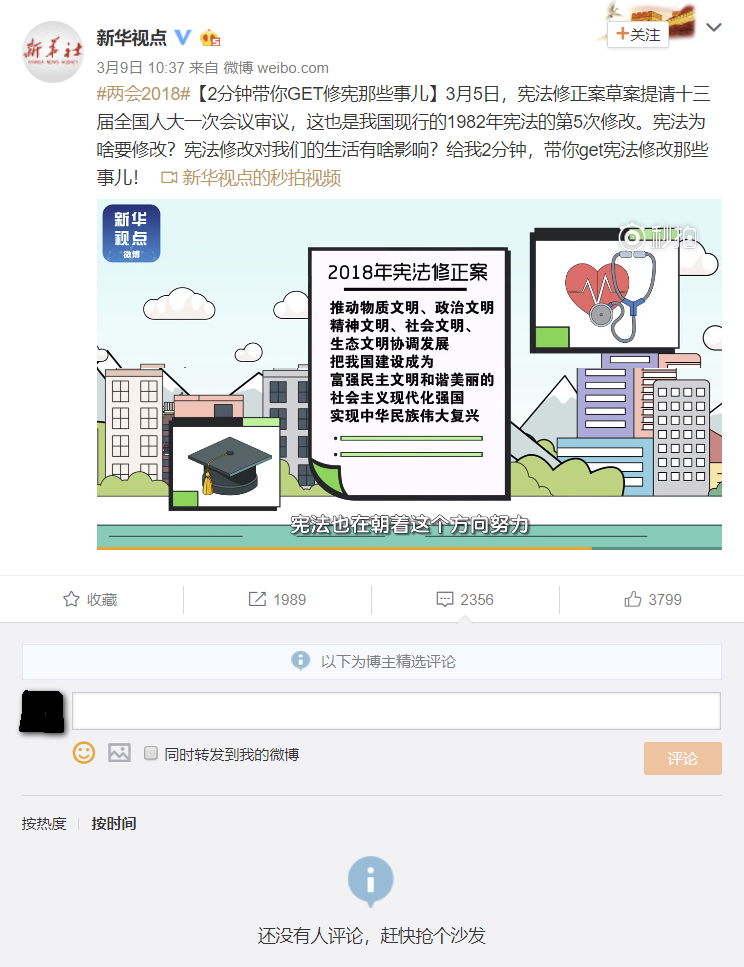 新华社
XINHUA NEWS AGENCY
新华视点
+关注
3月9日 10:37 来自 微博 weibo.com
#两会2018#【2分钟带你GET修宪那些事儿】3月5日，宪法修正案草案提请十三
届全国人大一次会议审议，这也是我国现行的1982年宪法的第5次修改。宪法为
啥要修改？宪法修改对我们的生活有啥影响？给我2分钟，带你get宪法修改那些
事儿！ 新华视点的秒拍视频
新华
视点
微博
秒拍
2018年宪法修正案
推动物质文明、政治文明
精神文明、社会文明、
生态文明协调发展
把我国建设成为
富强民主文明和谐美丽的
社会主义现代化强国
实现中华民族伟大复兴
宪法也在朝着这个方向努力
收藏
1989
2356
3799
以下为博主精选评论
同时转发到我的微博
评论
按热度
按时间
还没有人评论，赶快抢个沙发